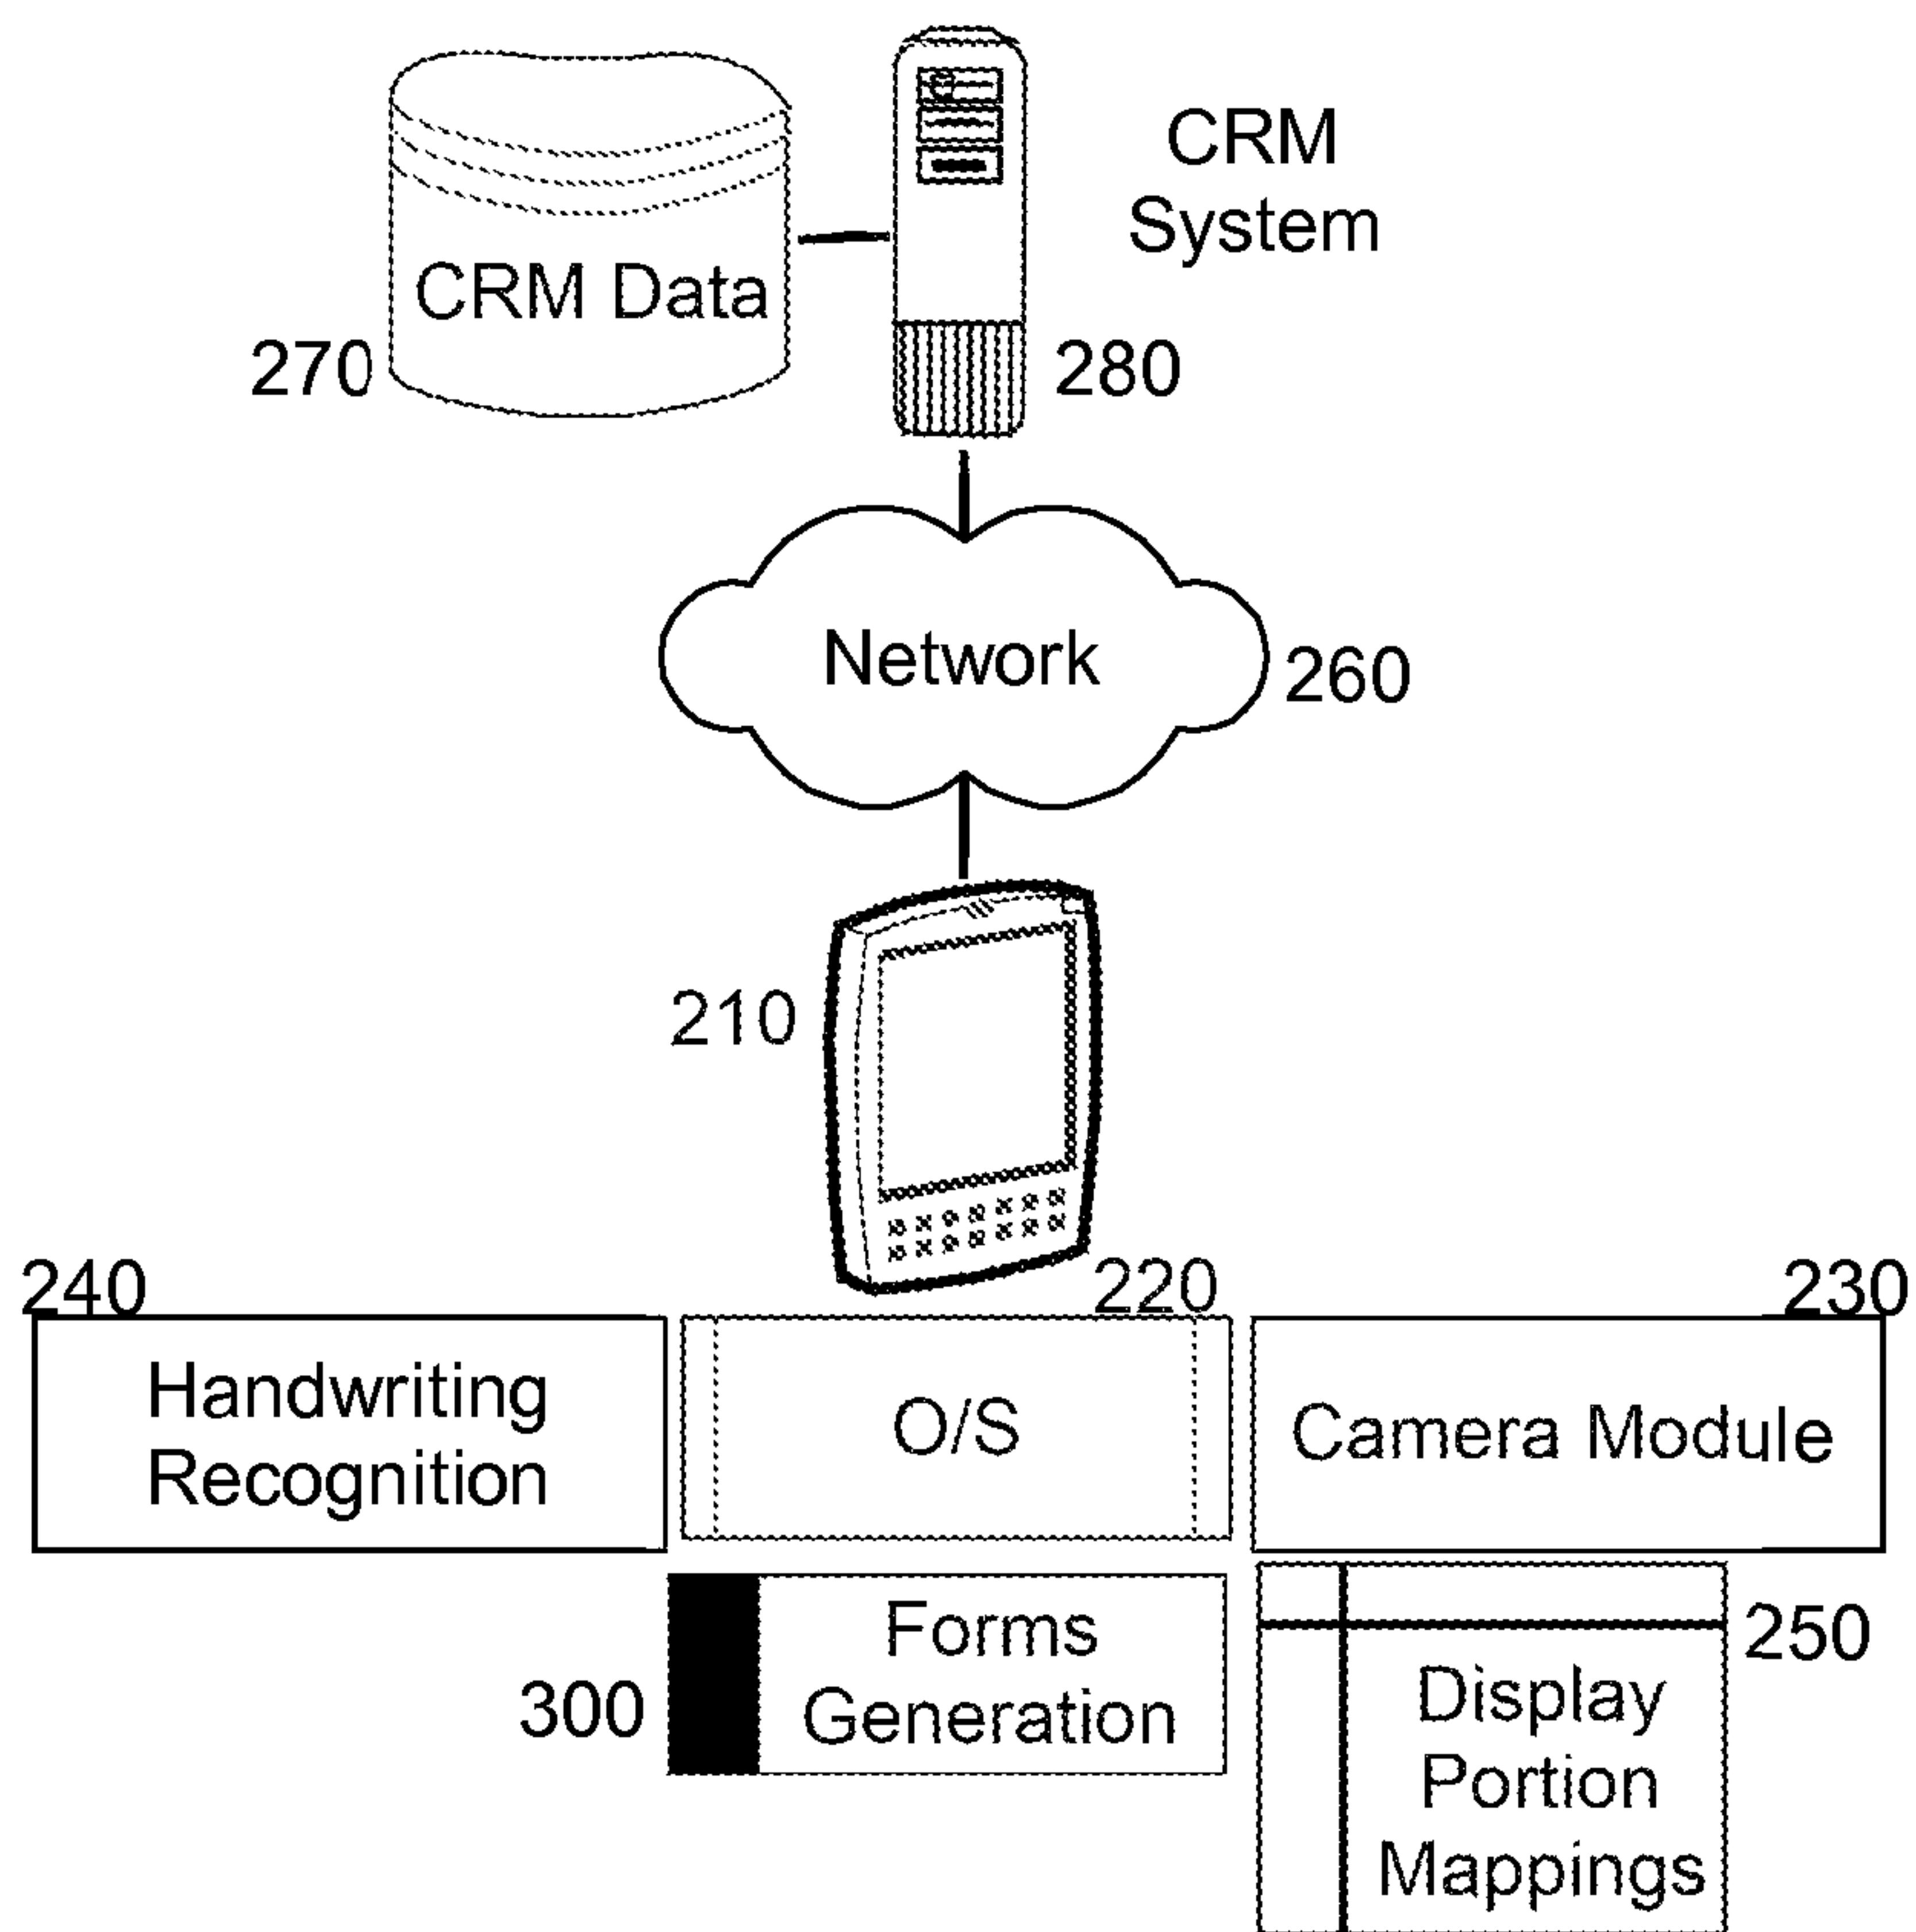 CRM
System
CRM Data
270
280
Network
260
210
240
220
230
Handwriting
Recognition
O/S
Camera Module
300
Forms
Generation
250
Display
Portion
Mappings